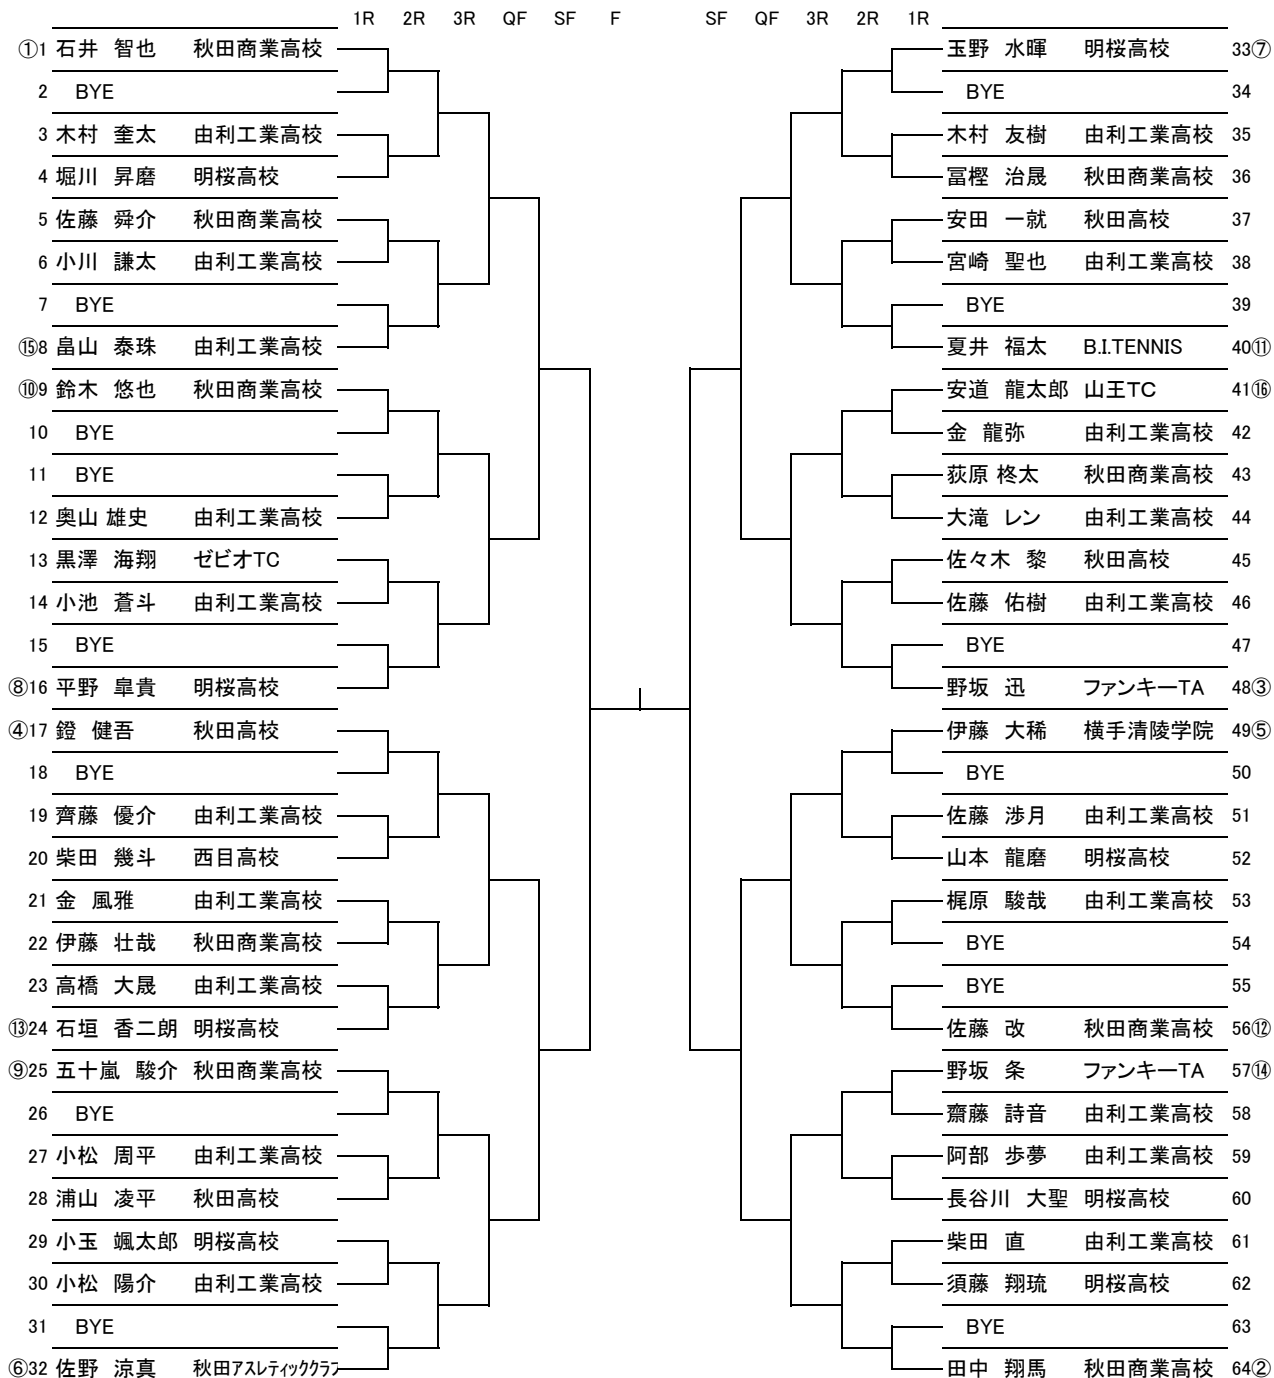 1R 2R 3R QF SF F SF QF 3R 2R 1R
①1 石井 智也 秋田商業高校 玉野 水暉 明桜高校 33⑦
2 BYE BYE 34
3 木村 奎太 由利工業高校 木村 友樹 由利工業高校 35
4 堀川 昇磨 明桜高校 冨樫 治晟 秋田商業高校 36
5 佐藤 舜介 秋田商業高校 安田 一就 秋田高校 37
6 小川 謙太 由利工業高校 宮崎 聖也 由利工業高校 38
7 BYE BYE 39
⑮8 畠山 泰珠 由利工業高校 夏井 福太 B.I.TENNIS 40⑪
⑩9 鈴木 悠也 秋田商業高校 安道 龍太郎 山王TC 41⑯
10 BYE 金 龍弥 由利工業高校 42
11 BYE 荻原 柊太 秋田商業高校 43
12 奥山 雄史 由利工業高校 大滝 レン 由利工業高校 44
13 黒澤 海翔 ゼビオTC 佐々木 黎 秋田高校 45
14 小池 蒼斗 由利工業高校 佐藤 佑樹 由利工業高校 46
15 BYE BYE 47
⑧16 平野 皐貴 明桜高校 野坂 迅 ファンキーTA 48③
④17 鐙 健吾 秋田高校 伊藤 大稀 横手清陵学院 49⑤
18 BYE BYE 50
19 齊藤 優介 由利工業高校 佐藤 渉月 由利工業高校 51
20 柴田 幾斗 西目高校 山本 龍磨 明桜高校 52
21 金 風雅 由利工業高校 梶原 駿哉 由利工業高校 53
22 伊藤 壮哉 秋田商業高校 BYE 54
23 高橋 大晟 由利工業高校 BYE 55
⑬24 石垣 香二朗 明桜高校 佐藤 改 秋田商業高校 56⑫
⑨25 五十嵐 駿介 秋田商業高校 野坂 条 ファンキーTA 57⑭
26 BYE 齋藤 詩音 由利工業高校 58
27 小松 周平 由利工業高校 阿部 歩夢 由利工業高校 59
28 浦山 凌平 秋田高校 長谷川 大聖 明桜高校 60
29 小玉 颯太郎 明桜高校 柴田 直 由利工業高校 61
30 小松 陽介 由利工業高校 須藤 翔琉 明桜高校 62
31 BYE BYE 63
⑥32 佐野 涼真 秋田アスレティッククラブ 田中 翔馬 秋田商業高校 64②